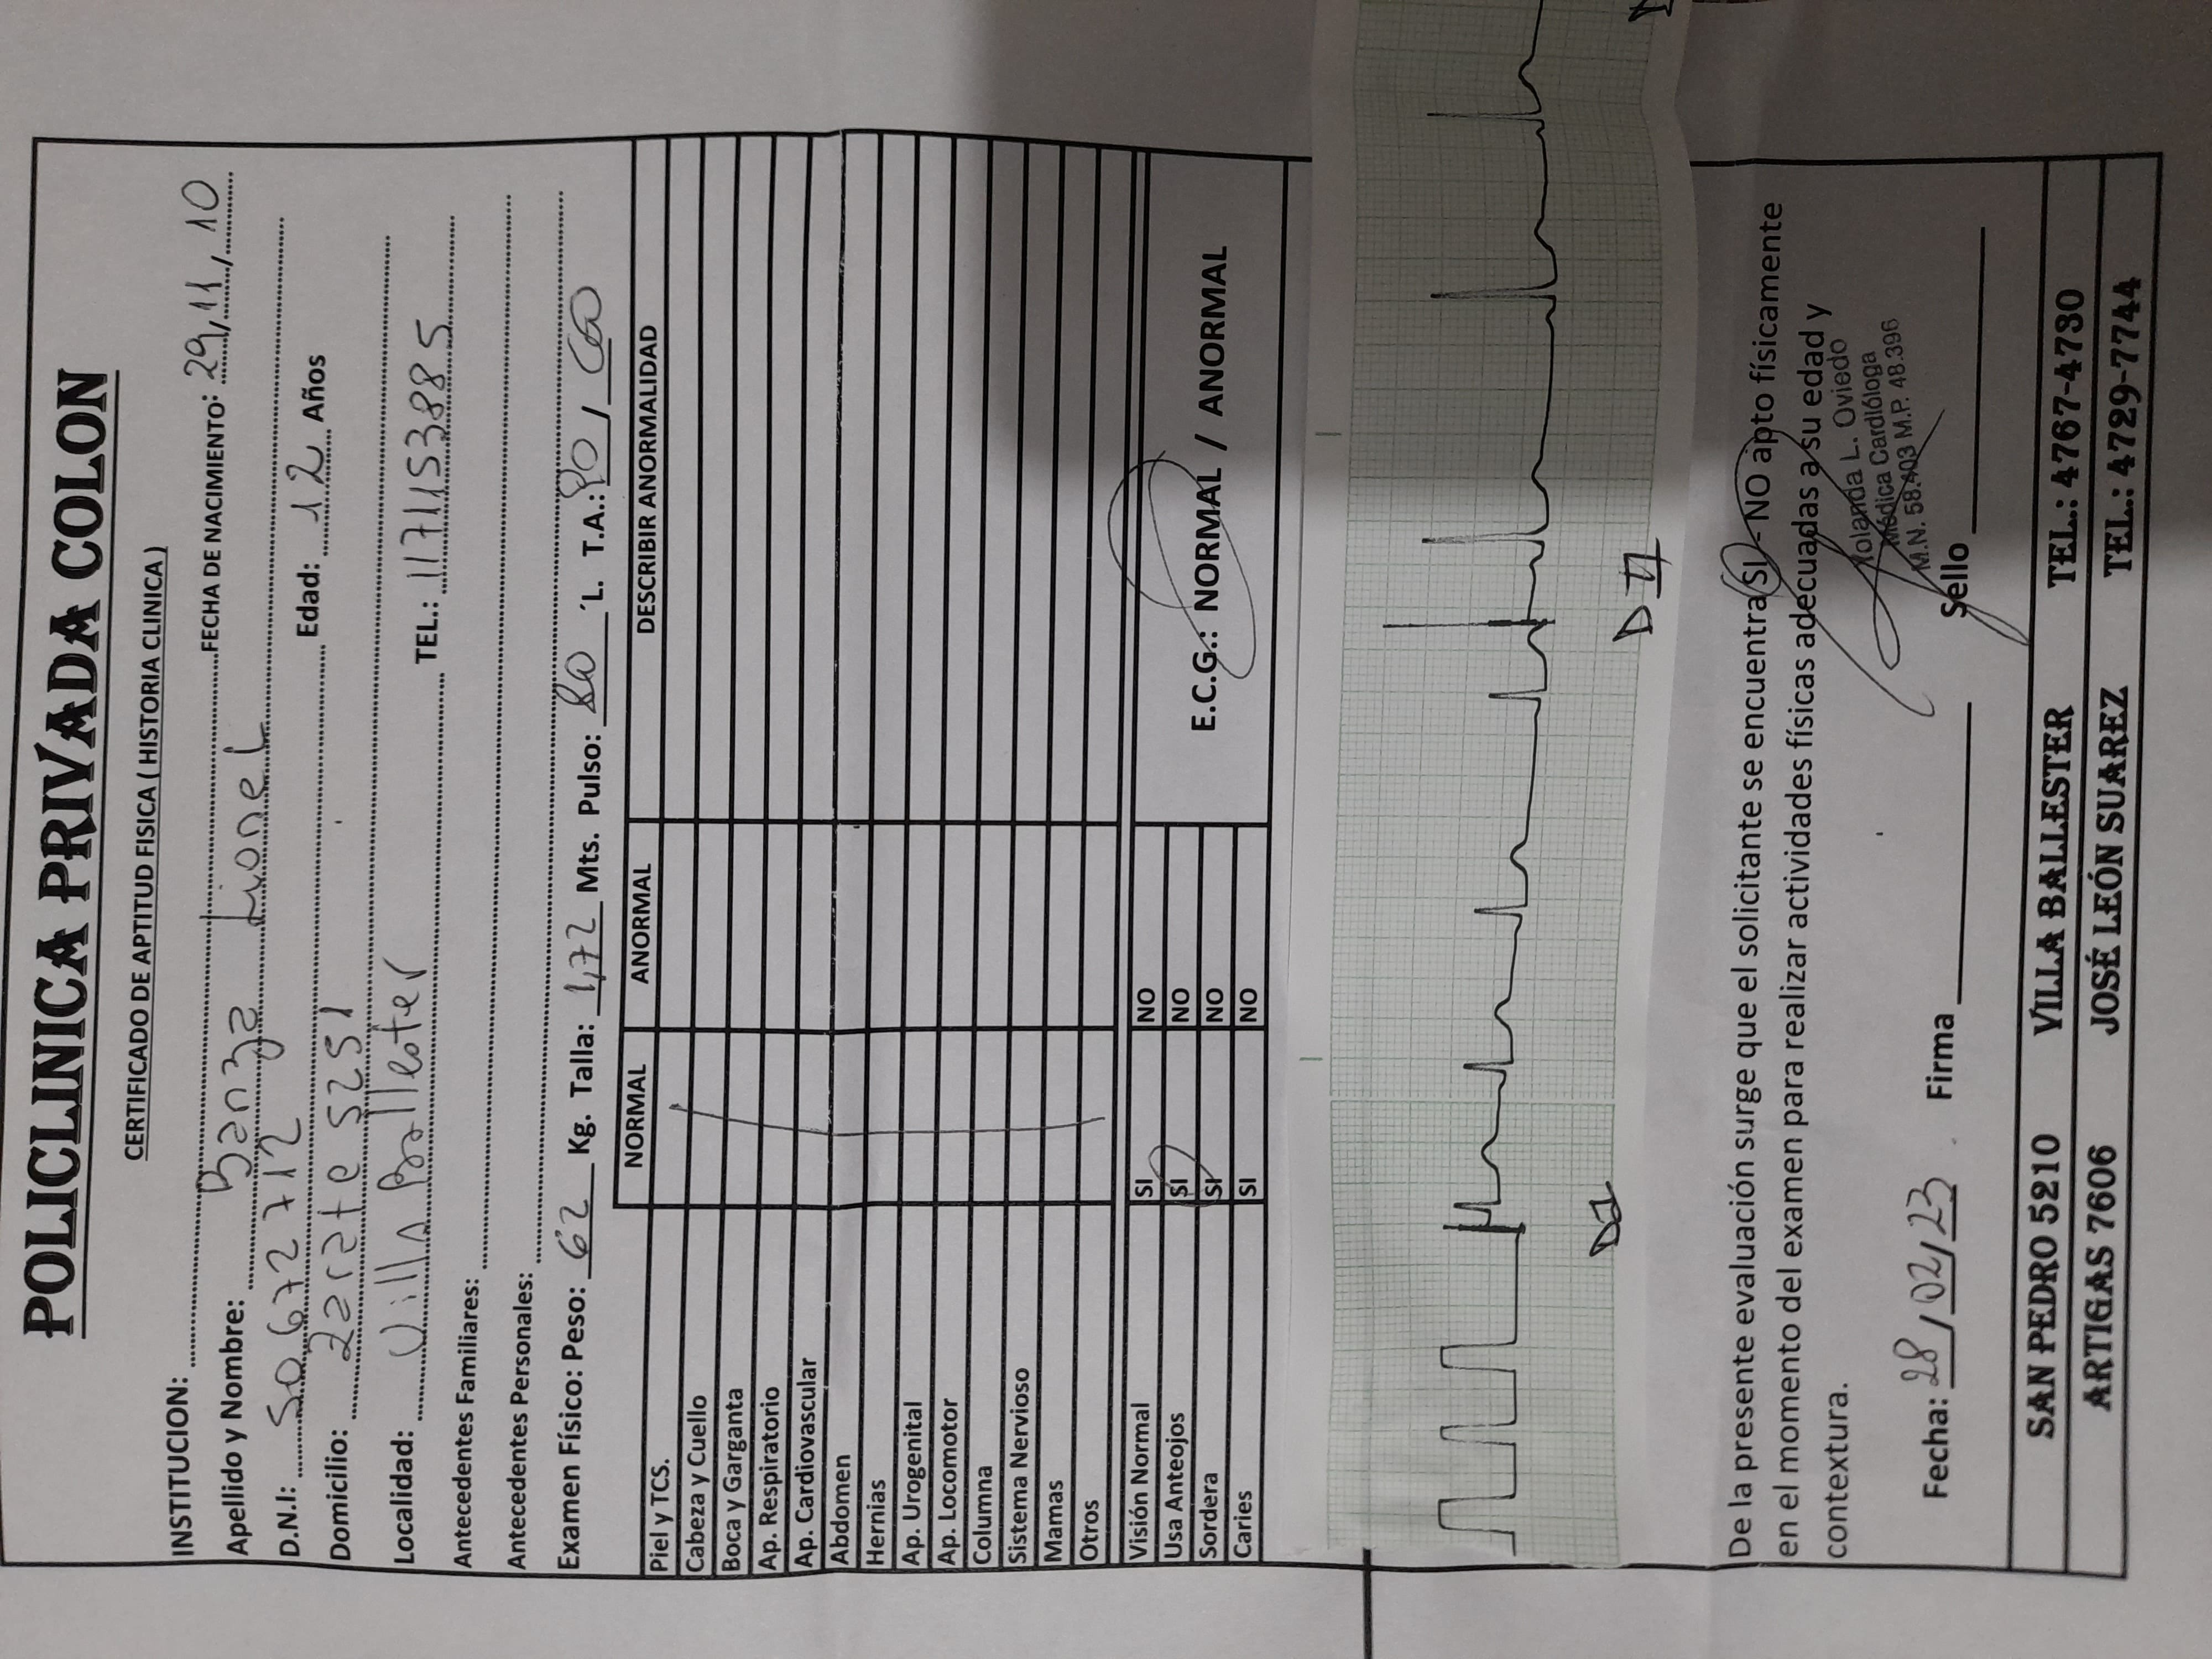 POLICLINICA PRIVADA COLON
CERTIFICADO DE APTITUD FISICA ( HISTORIA CLINICA )
INSTITUCION:
Apellido y Nombre: Banza Lionel FECHA DE NACIMIENTO: 29, 11, 10
D.N.I: 50 672 712 Edad: 12 Años
Domicilio: Zarate 5251
Localidad: Villa Ballester TEL.: 1171153885
Antecedentes Familiares:
Antecedentes Personales:
Examen Físico: Peso: 62 Kg. Talla: 1,72 Mts. Pulso: 80 ´L. T.A.: 90 / 60
NORMAL ANORMAL DESCRIBIR ANORMALIDAD
Piel y TCS.
Cabeza y Cuello
Boca y Garganta
Ap. Respiratorio
Ap. Cardiovascular
Abdomen
Hernias
Ap. Urogenital
Ap. Locomotor
Columna
Sistema Nervioso
Mamas
Otros
Visión Normal SI NO
Usa Anteojos SI NO
Sordera SI NO
Caries SI NO
E.C.G.: NORMAL / ANORMAL
D1 DII
De la presente evaluación surge que el solicitante se encuentra SI - NO apto físicamente
en el momento del examen para realizar actividades físicas adecuadas a su edad y
contextura.
Yolanda L. Oviedo
Médica Cardióloga
M.N. 58.403 M.P. 48.396
Fecha: 28 / 02 / 23 Firma Sello
SAN PEDRO 5210 VILLA BALLESTER TEL.: 4767-4730
ARTIGAS 7606 JOSÉ LEÓN SUAREZ TEL.: 4729-7744